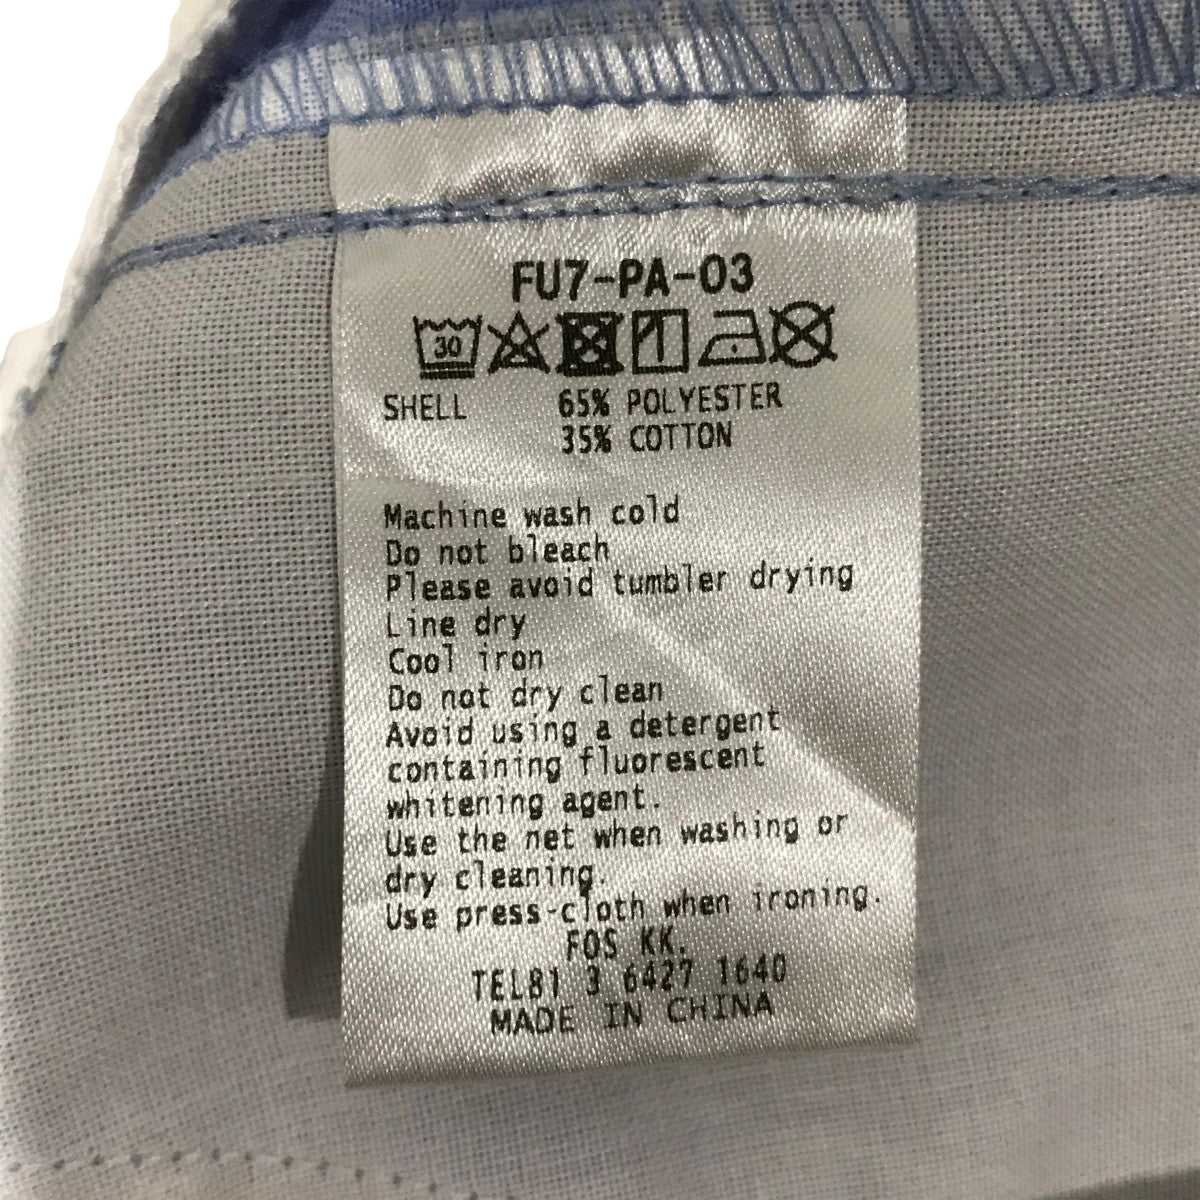 FU7-PA-03
30
SHELL 65% POLYESTER
35% COTTON
Machine wash cold
Do not bleach
Please avoid tumbler drying
Line dry
Cool iron
Do not dry clean
Avoid using a detergent
containing fluorescent
whitening agent.
Use the net when washing or
dry cleaning.
Use press-cloth when ironing.
FOS KK.
TEL81 3 6427 1640
MADE IN CHINA